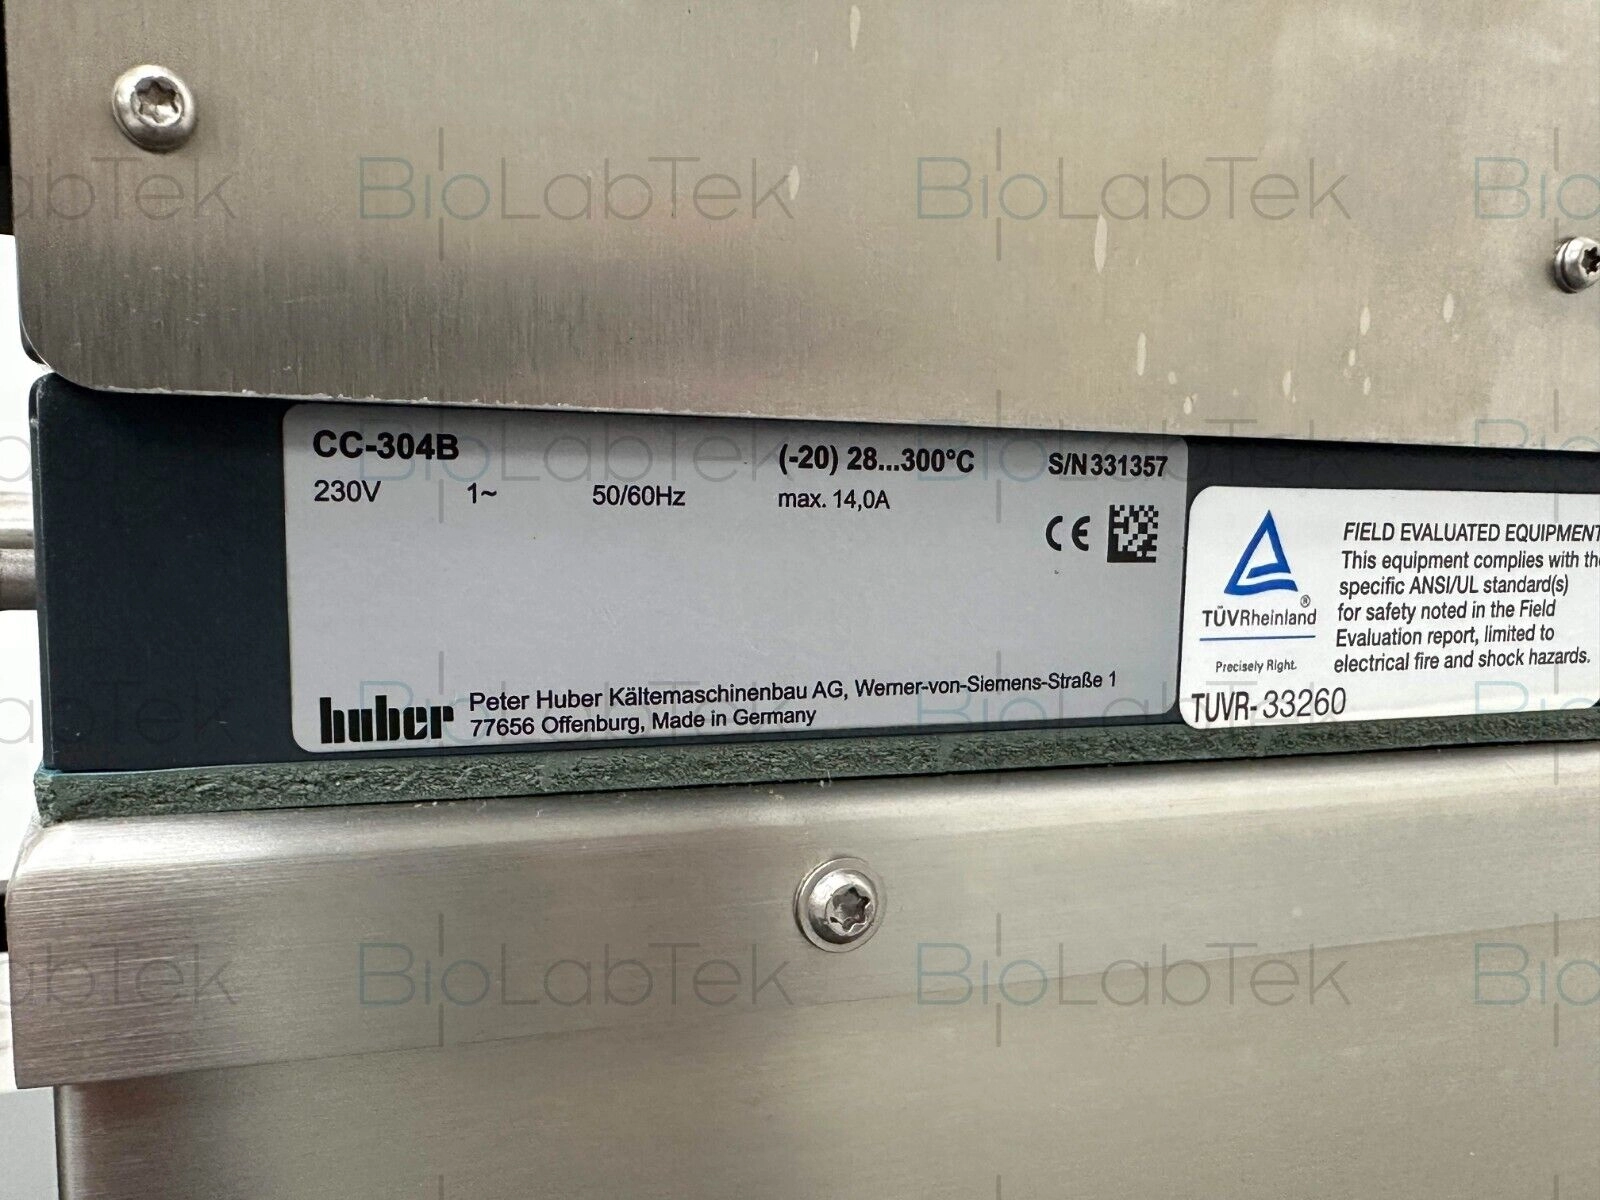 BioLabTek BioLabTek
CC-304B (-20) 28...300°C S/N 331357
230V 1~ 50/60Hz max. 14,0A
CE
huber Peter Huber Kältemaschinenbau AG, Werner-von-Siemens-Straße 1
77656 Offenburg, Made in Germany
FIELD EVALUATED EQUIPMENT
This equipment complies with the
specific ANSI/UL standard(s)
for safety noted in the Field
Evaluation report, limited to
electrical fire and shock hazards.
TÜVRheinland®
Precisely Right.
TUVR-33260
BioLabTek BioLabTek